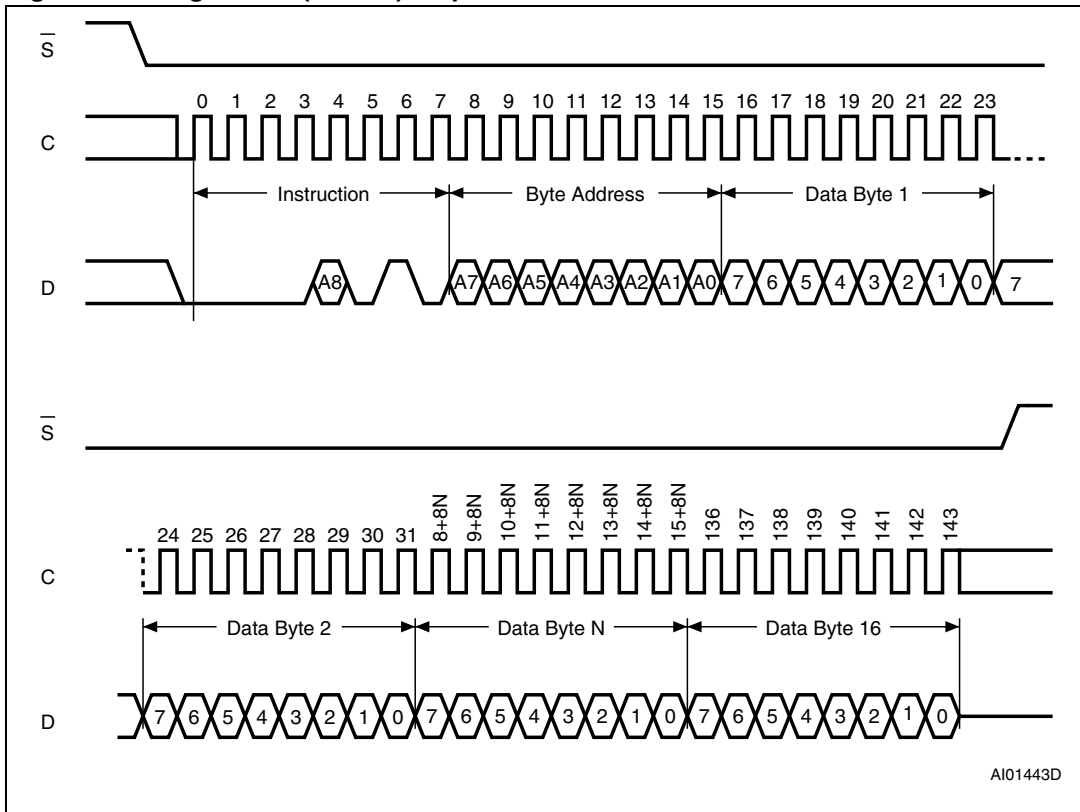 S
0 1 2 3 4 5 6 7 8 9 10 11 12 13 14 15 16 17 18 19 20 21 22 23
C
Instruction Byte Address Data Byte 1
D
A8 A7 A6 A5 A4 A3 A2 A1 A0 7 6 5 4 3 2 1 0 7
S
24 25 26 27 28 29 30 31 8+8N 9+8N 10+8N 11+8N 12+8N 13+8N 14+8N 15+8N 136 137 138 139 140 141 142 143
C
Data Byte 2 Data Byte N Data Byte 16
D
7 6 5 4 3 2 1 0 7 6 5 4 3 2 1 0 7 6 5 4 3 2 1 0
AI01443D